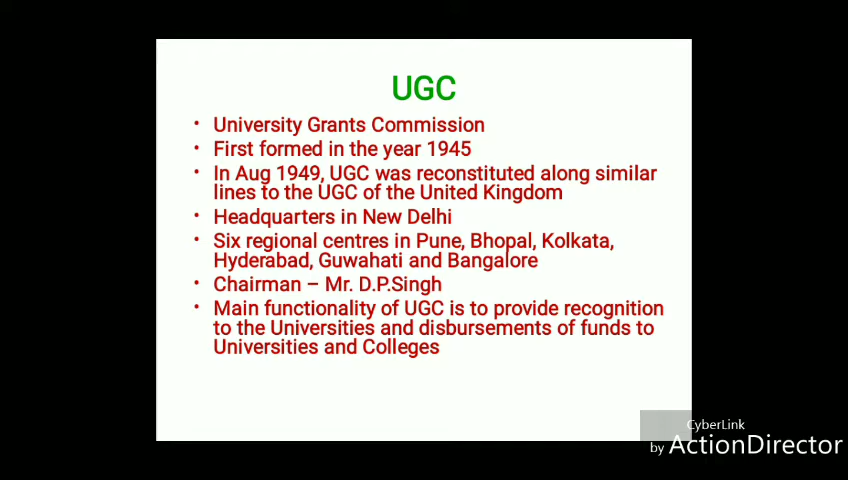 UGC
• University Grants Commission
• First formed in the year 1945
• In Aug 1949, UGC was reconstituted along similar
lines to the UGC of the United Kingdom
• Headquarters in New Delhi
• Six regional centres in Pune, Bhopal, Kolkata,
Hyderabad, Guwahati and Bangalore
• Chairman – Mr. D.P.Singh
• Main functionality of UGC is to provide recognition
to the Universities and disbursements of funds to
Universities and Colleges
CyberLink
by ActionDirector